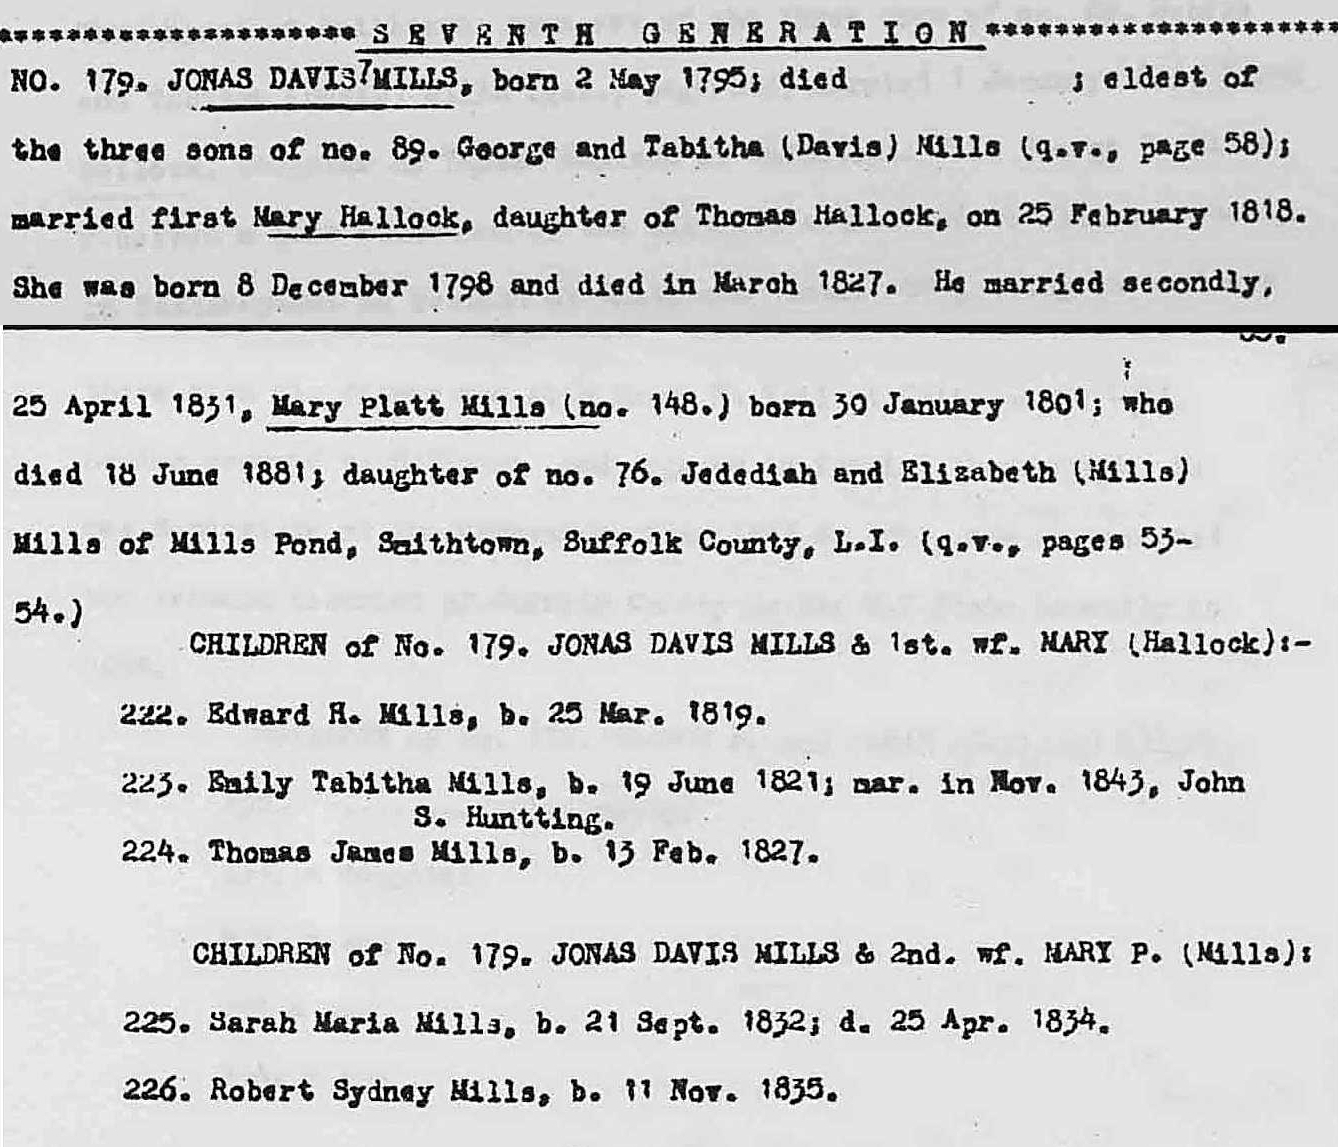 ******************** S E V E N T H  G E N E R A T I O N ********************
NO. 179. JONAS DAVIS⁷MILLS, born 2 May 1795; died ; eldest of
the three sons of no. 89. George and Tabitha (Davis) Mills (q.v., page 58);
married first Mary Hallock, daughter of Thomas Hallock, on 25 February 1818.
She was born 8 December 1798 and died in March 1827. He married secondly,
25 April 1831, Mary Platt Mills (no. 148.) born 30 January 1801; who
died 18 June 1881; daughter of no. 76. Jedediah and Elizabeth (Mills)
Mills of Mills Pond, Smithtown, Suffolk County, L.I. (q.v., pages 53-
54.)
CHILDREN of No. 179. JONAS DAVIS MILLS & 1st. wf. MARY (Hallock):-
222. Edward H. Mills, b. 25 Mar. 1819.
223. Emily Tabitha Mills, b. 19 June 1821; mar. in Nov. 1843, John
S. Huntting.
224. Thomas James Mills, b. 13 Feb. 1827.
CHILDREN of No. 179. JONAS DAVIS MILLS & 2nd. wf. MARY P. (Mills):
225. Sarah Maria Mills, b. 21 Sept. 1832; d. 25 Apr. 1834.
226. Robert Sydney Mills, b. 11 Nov. 1835.